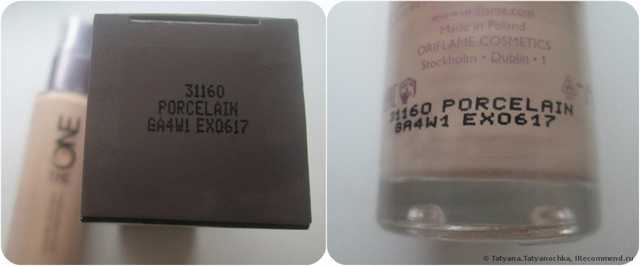 THE ONE
31160
PORCELAIN
GA4W1 EX0617
Made in Poland
ORIFLAME COSMETICS
Stockholm • Dublin • 1
31160 PORCELAIN
GA4W1 EX0617
© Tatyana.Tatyanochka, IRecommend.ru